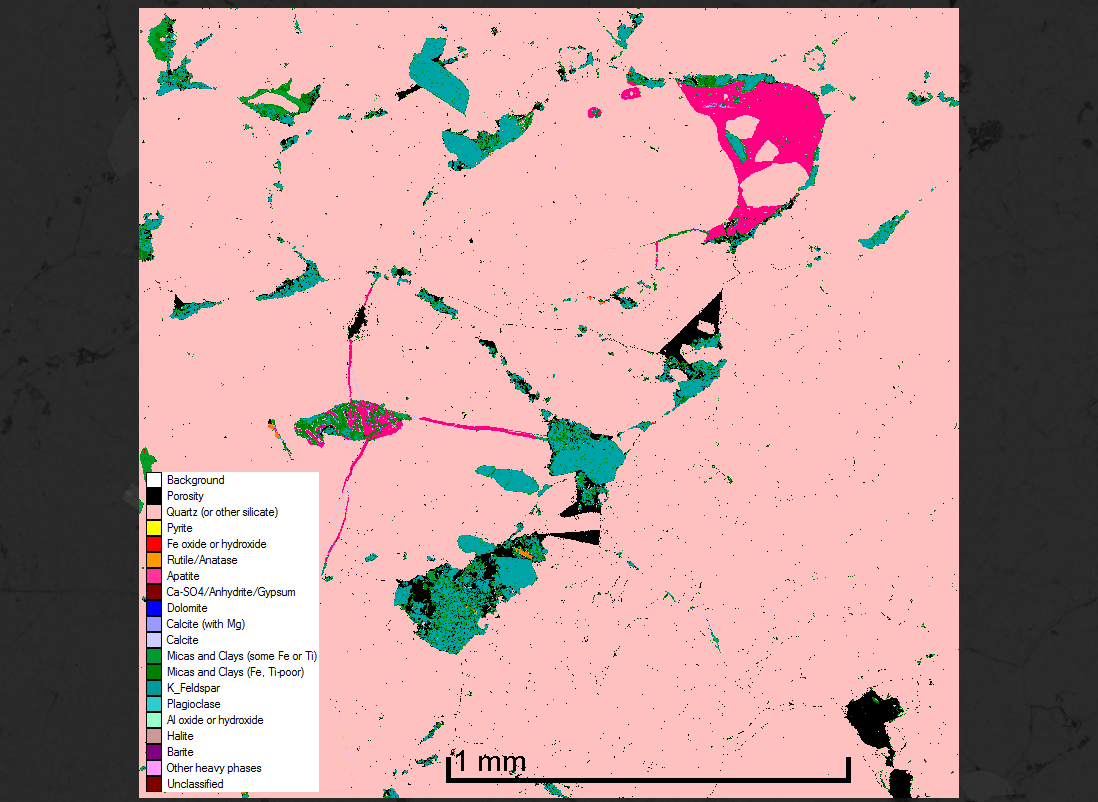 Background
Porosity
Quartz (or other silicate)
Pyrite
Fe oxide or hydroxide
Rutile/Anatase
Apatite
Ca-SO4/Anhydrite/Gypsum
Dolomite
Calcite (with Mg)
Calcite
Micas and Clays (some Fe or Ti)
Micas and Clays (Fe, Ti-poor)
K_Feldspar
Plagioclase
Al oxide or hydroxide
Halite
Barite
Other heavy phases
Unclassified
1 mm